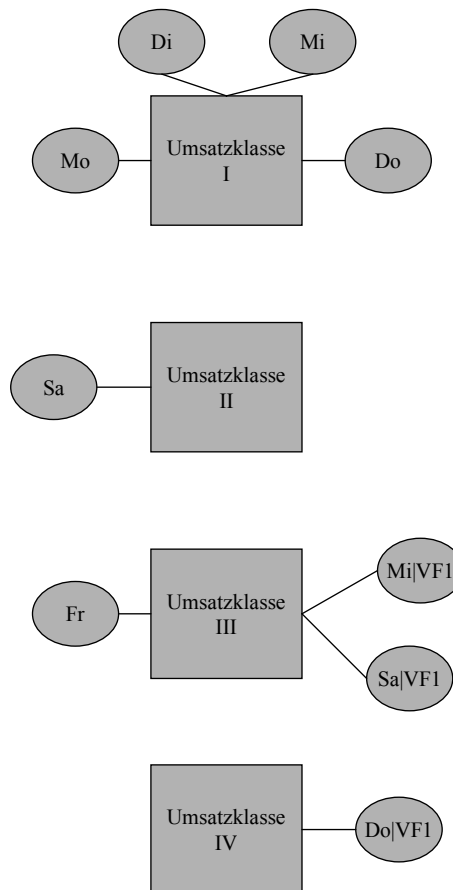 Di
Mi
Mo
Umsatzklasse
I
Do
Sa
Umsatzklasse
II
Fr
Umsatzklasse
III
Mi|VF1
Sa|VF1
Umsatzklasse
IV
Do|VF1